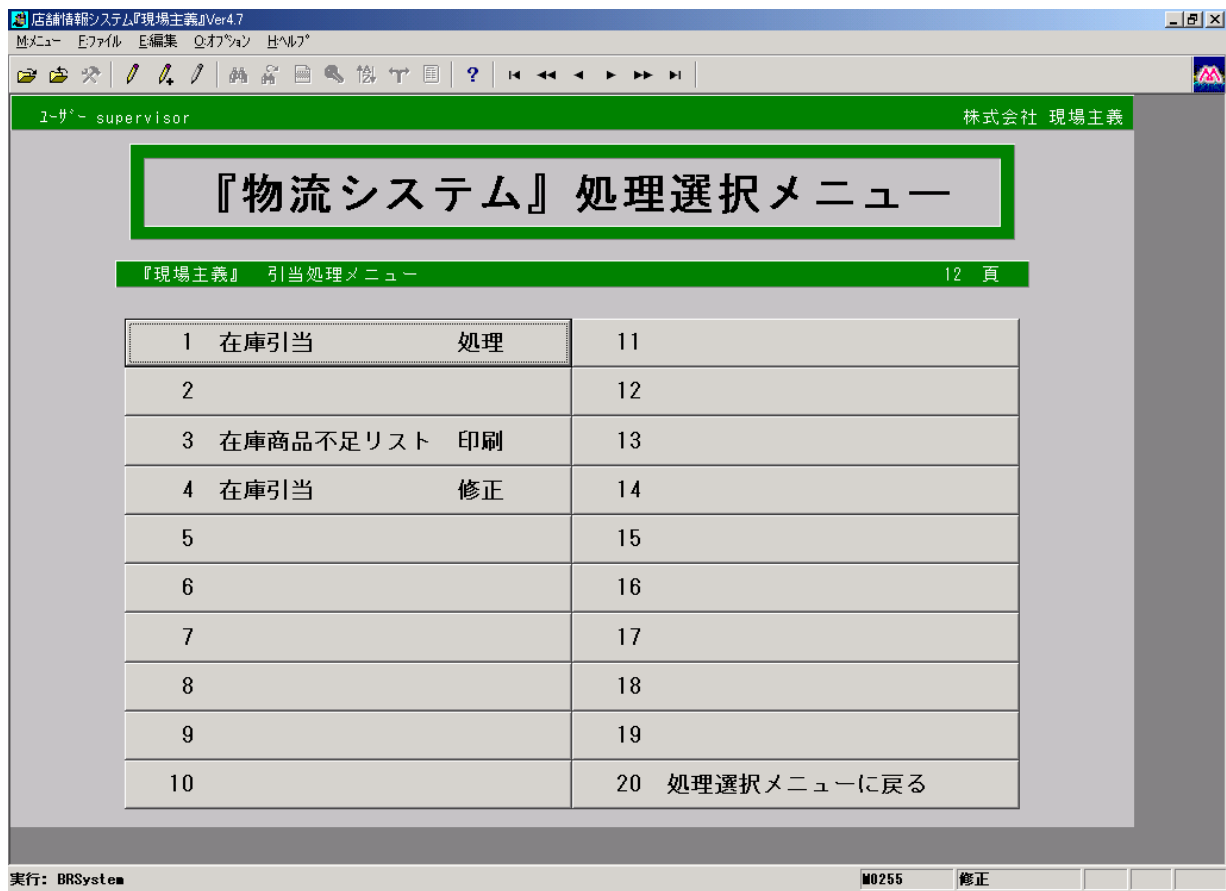 店舗情報システム『現場主義』Ver4.7
M:メニュー F:ファイル E:編集 O:オプション H:ヘルプ
ユーザー supervisor 株式会社 現場主義
『物流システム』処理選択メニュー
『現場主義』 引当処理メニュー 12 頁
1 在庫引当 処理 11
2 12
3 在庫商品不足リスト 印刷 13
4 在庫引当 修正 14
5 15
6 16
7 17
8 18
9 19
10 20 処理選択メニューに戻る
実行: BRSystem M0255 修正